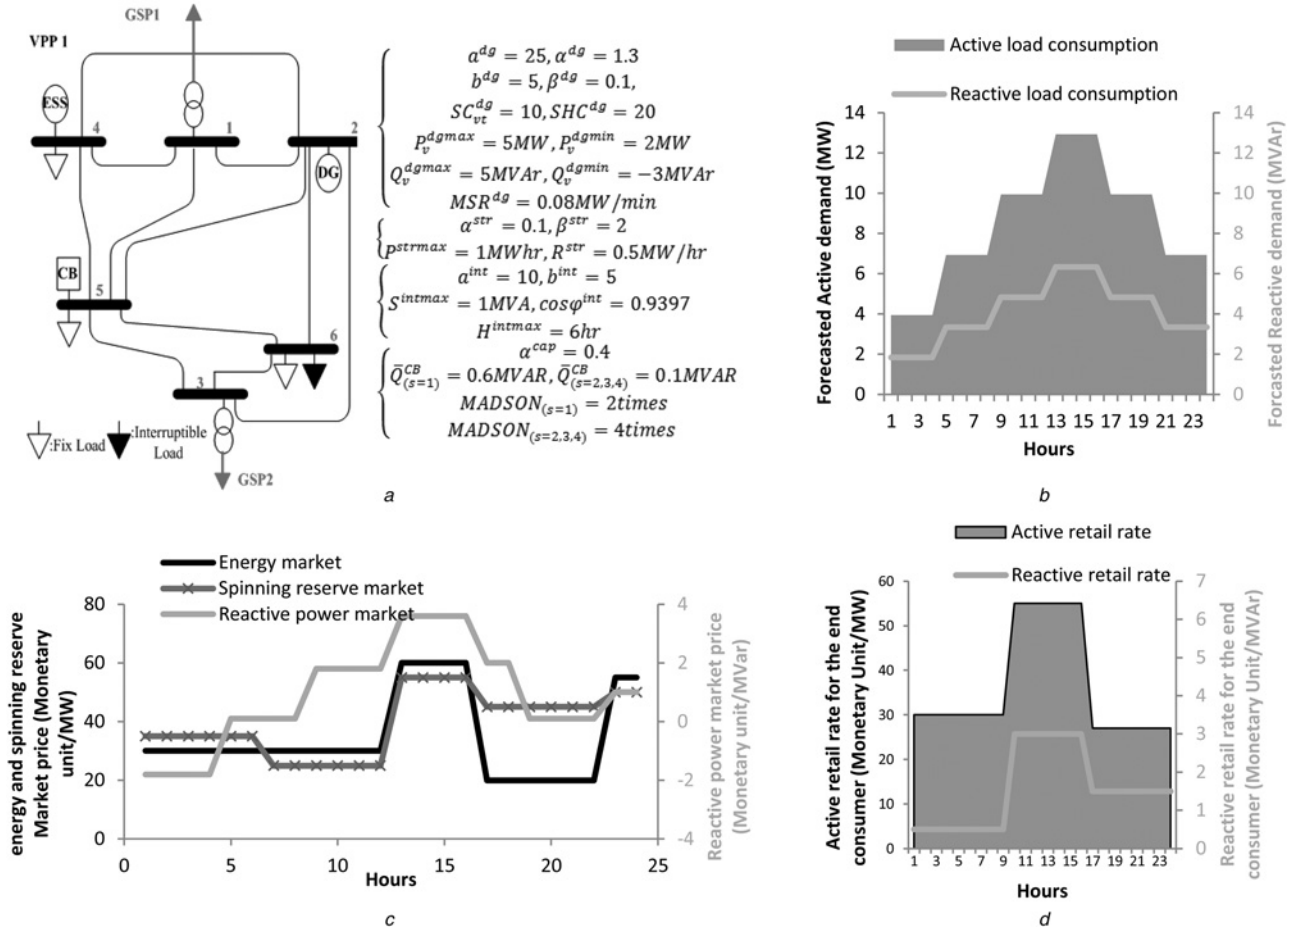 GSP1
VPP 1
ESS
4
1
2
DG
CB
5
6
3
:Fix Load
:Interruptible
Load
GSP2
a^{dg} = 25, α^{dg} = 1.3
b^{dg} = 5, β^{dg} = 0.1,
SC_{vt}^{dg} = 10, SHC^{dg} = 20
P_v^{dgmax} = 5MW, P_v^{dgmin} = 2MW
Q_v^{dgmax} = 5MVAr, Q_v^{dgmin} = −3MVAr
MSR^{dg} = 0.08MW/min
α^{str} = 0.1, β^{str} = 2
P^{strmax} = 1MWhr, R^{str} = 0.5MW/hr
a^{int} = 10, b^{int} = 5
S^{intmax} = 1MVA, cosφ^{int} = 0.9397
H^{intmax} = 6hr
α^{cap} = 0.4
Q̄_{(s=1)}^{CB} = 0.6MVAR, Q̄_{(s=2,3,4)}^{CB} = 0.1MVAR
MADSON_{(s=1)} = 2times
MADSON_{(s=2,3,4)} = 4times
a
Active load consumption
Reactive load consumption
Forecasted Active demand (MW)
14
12
10
8
6
4
2
0
14
12
10
8
6
4
2
0
Forcasted Reactive demand (MVAr)
1 3 5 7 9 11 13 15 17 19 21 23
Hours
b
Energy market
Spinning reserve market
Reactive power market
energy and spinning reserve
Market price (Monetary
unit/MW)
80
60
40
20
0
4
2
0
-2
-4
Reactive power market price
(Monetary unit/MVar)
0 5 10 15 20 25
Hours
c
Active retail rate
Reactive retail rate
Active retail rate for the end
consumer (Monetary Unit/MW)
60
50
40
30
20
10
0
7
6
5
4
3
2
1
0
Reactive retail rate for the end
consumer (Monetary Unit/MVAr)
1 3 5 7 9 11 13 15 17 19 21 23
Hours
d